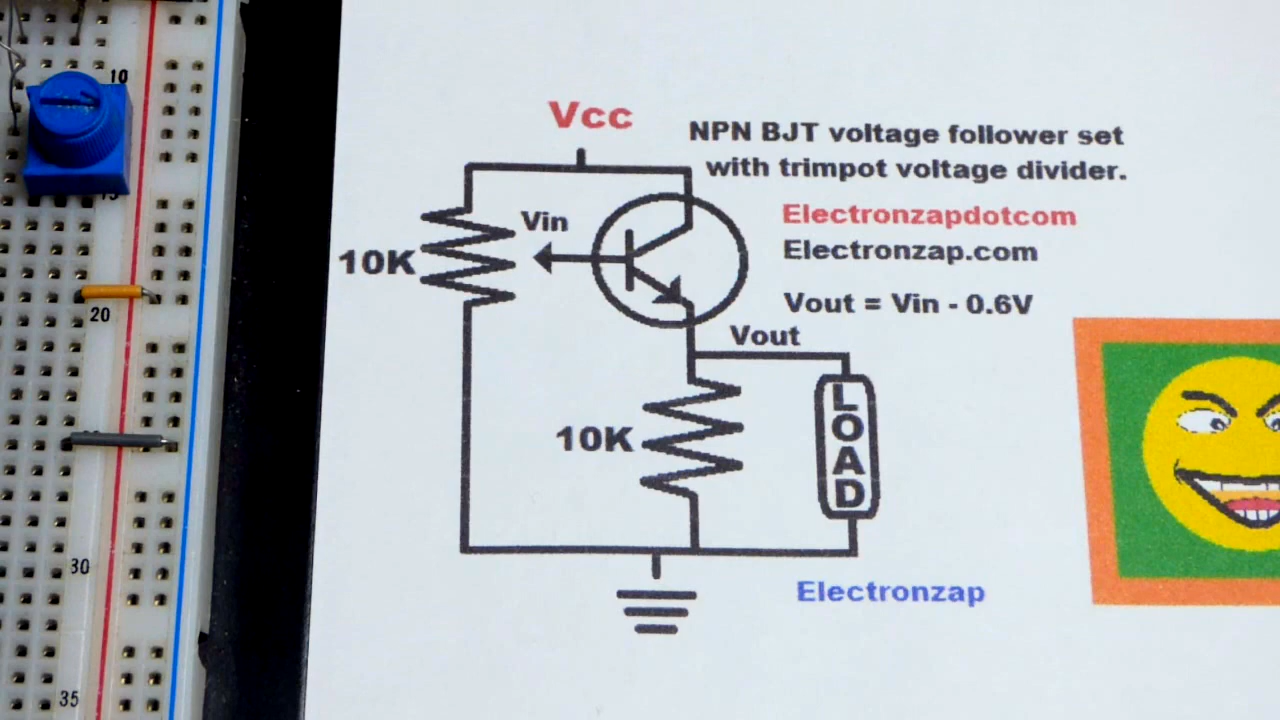 10
15
20
30
35
Vcc
NPN BJT voltage follower set
with trimpot voltage divider.
Electronzapdotcom
Electronzap.com
Vin
10K
Vout = Vin - 0.6V
Vout
10K
LOAD
Electronzap